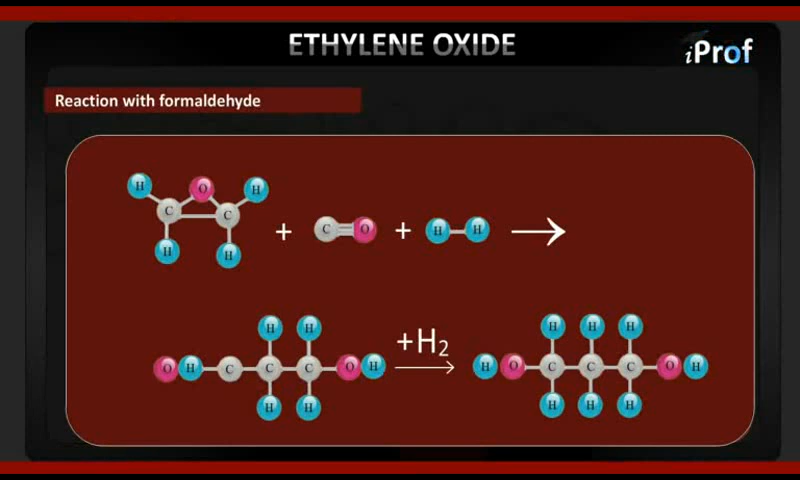 ETHYLENE OXIDE
iProf
Reaction with formaldehyde
H O H
C C + C O + H H
H H
H H +H₂ H H H
O H C C C O H H O C C C O H
H H H H H